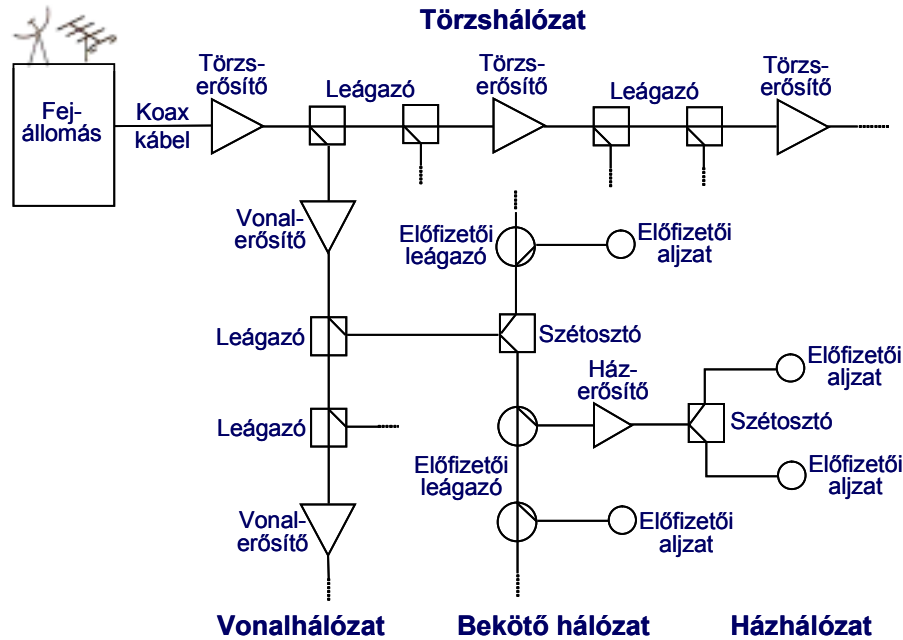 Törzshálózat
Törzs-
erősítő
Leágazó
Törzs-
erősítő
Leágazó
Törzs-
erősítő
Fej-
állomás
Koax
kábel
Vonal-
erősítő
Előfizetői
leágazó
Előfizetői
aljzat
Leágazó
Szétosztó
Ház-
erősítő
Előfizetői
aljzat
Leágazó
Szétosztó
Előfizetői
leágazó
Előfizetői
aljzat
Vonal-
erősítő
Előfizetői
aljzat
Vonalhálózat
Bekötő hálózat
Házhálózat